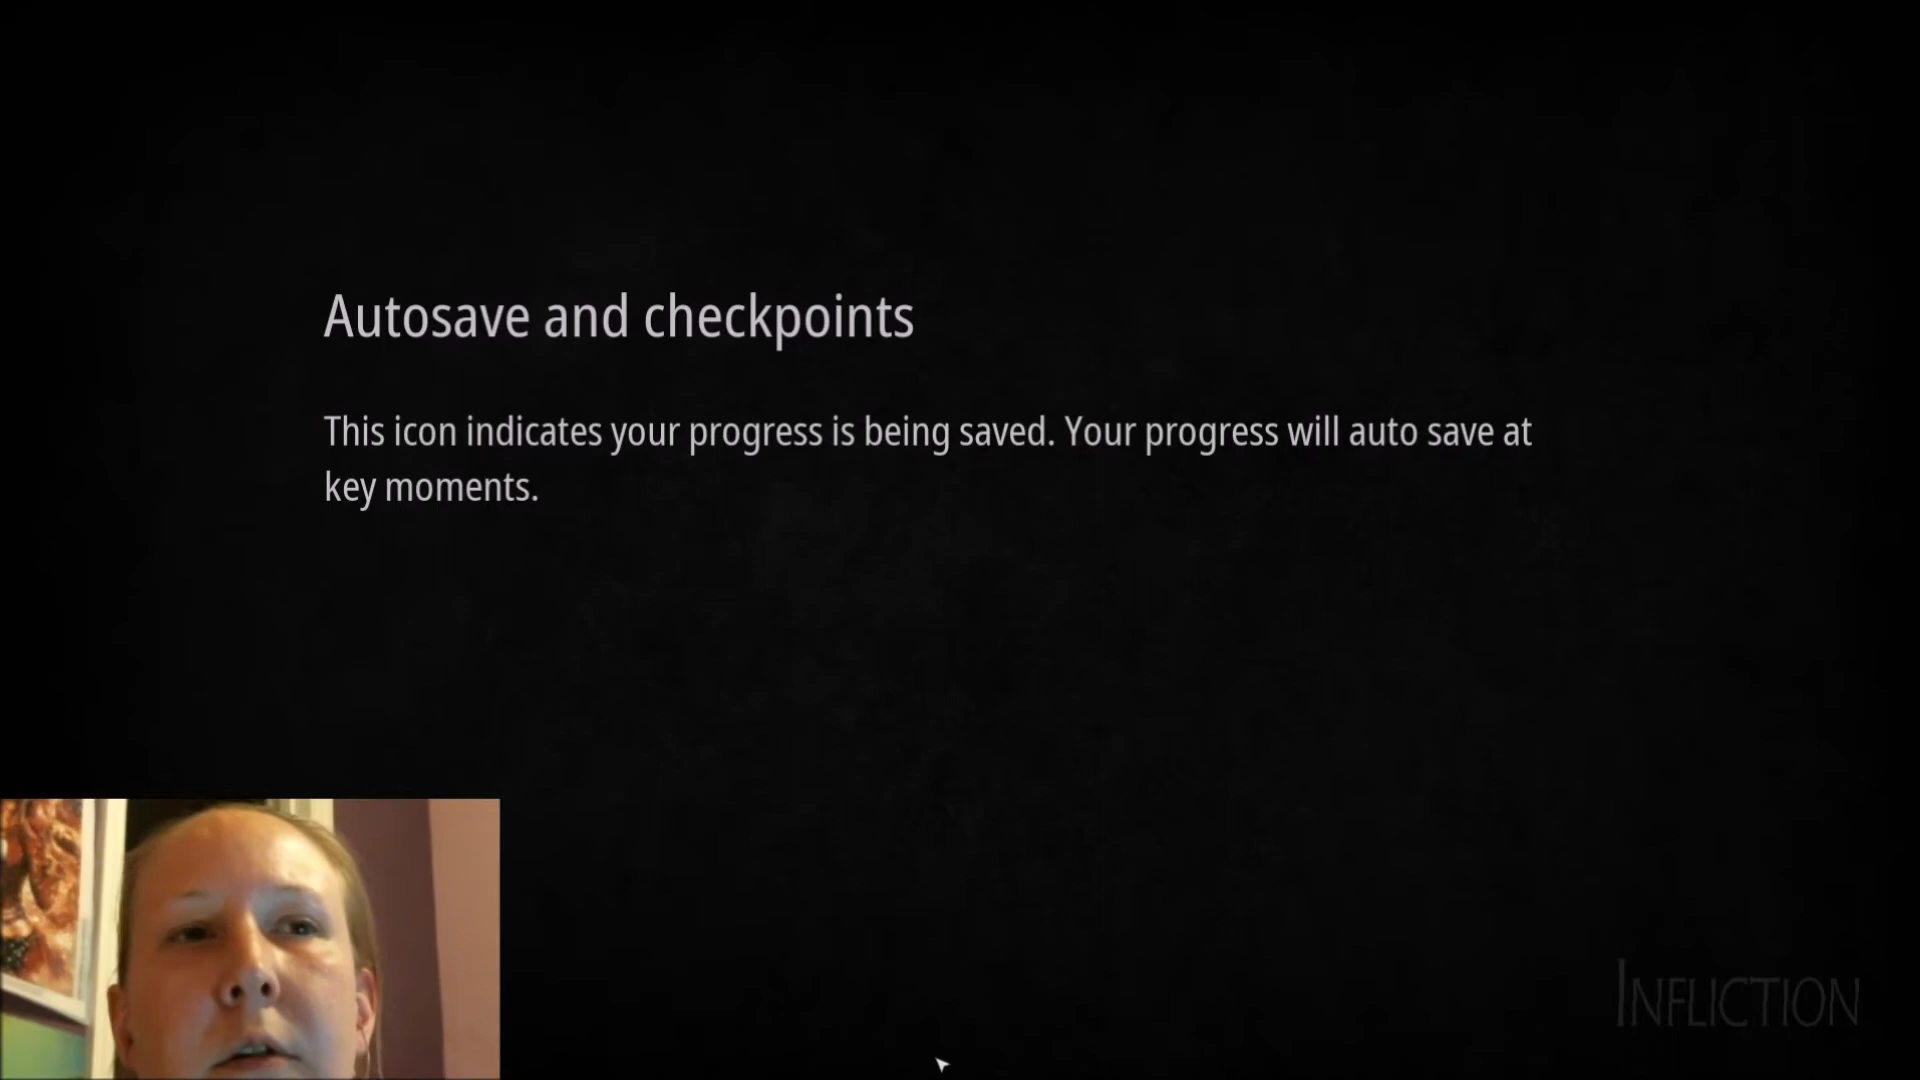 Autosave and checkpoints
This icon indicates your progress is being saved. Your progress will auto save at
key moments.
INFLICTION